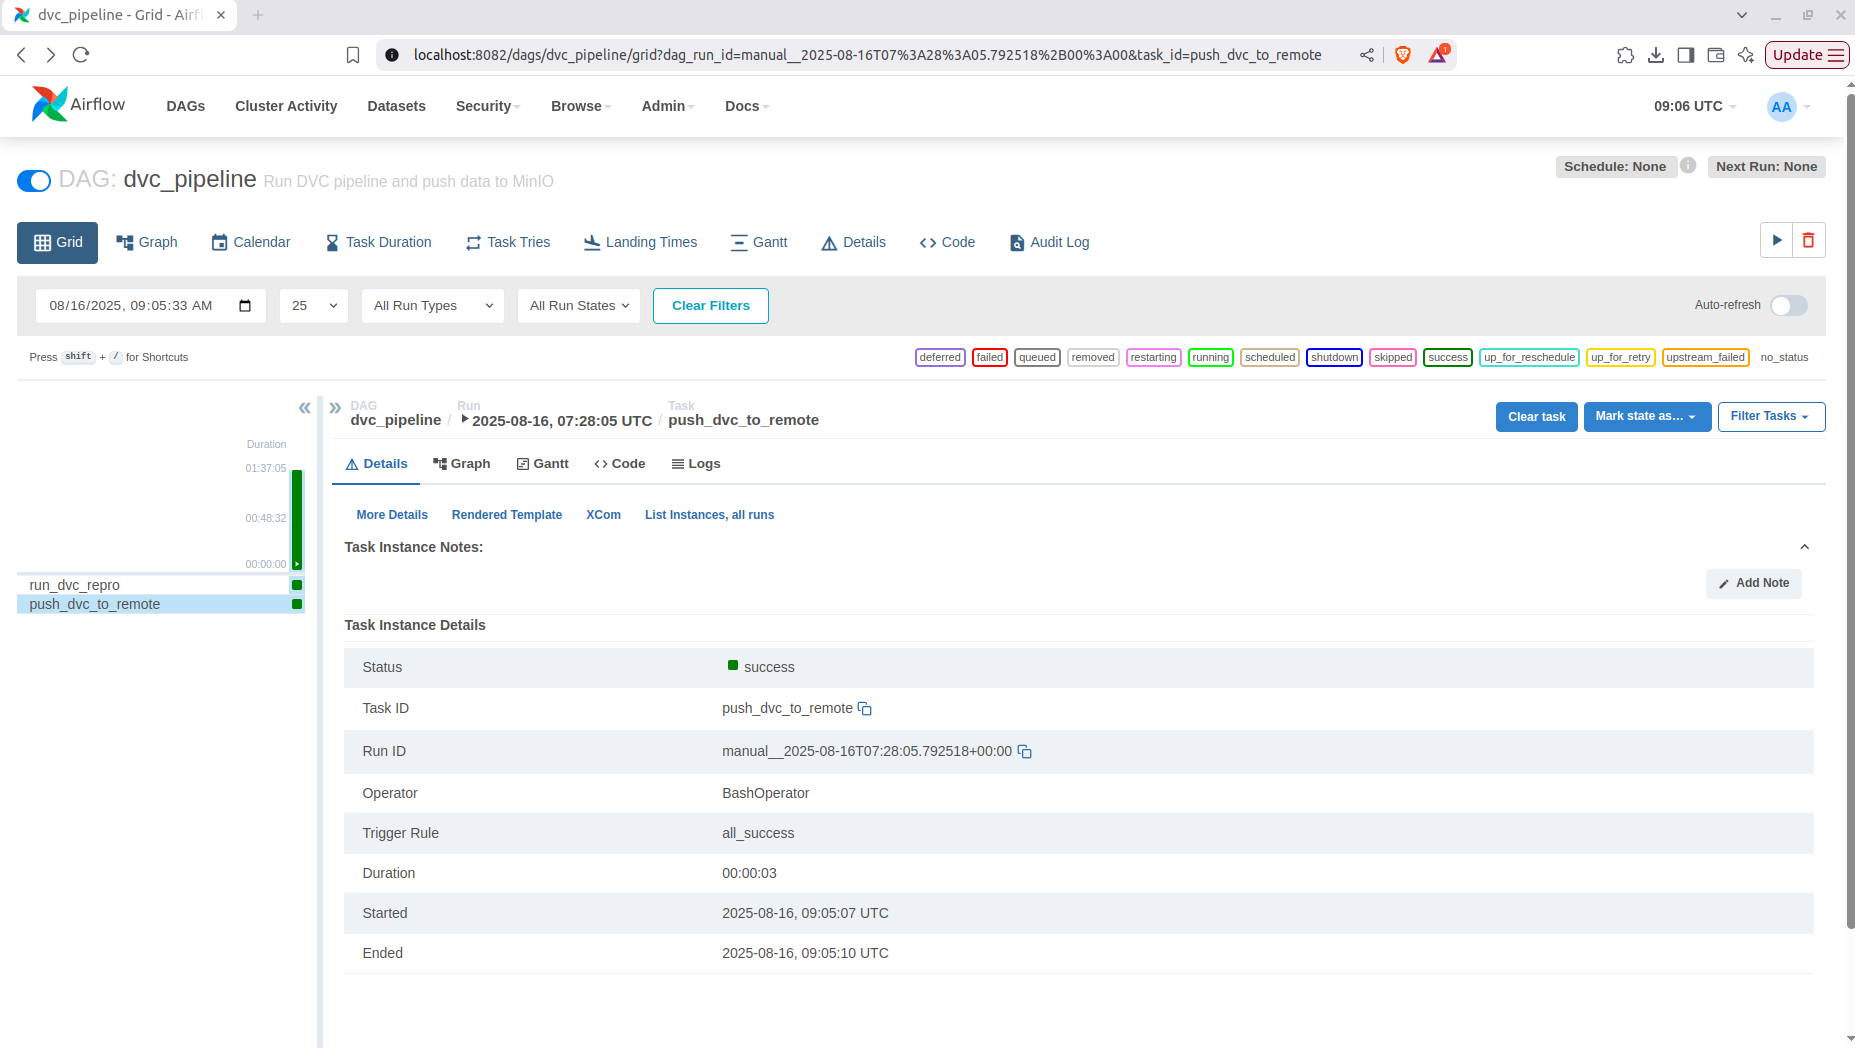 dvc_pipeline - Grid - Airf
localhost:8082/dags/dvc_pipeline/grid?dag_run_id=manual__2025-08-16T07%3A28%3A05.792518%2B00%3A00&task_id=push_dvc_to_remote
1
Update
Airflow DAGs Cluster Activity Datasets Security Browse Admin Docs 09:06 UTC AA
DAG: dvc_pipeline Run DVC pipeline and push data to MinIO Schedule: None i Next Run: None
Grid Graph Calendar Task Duration Task Tries Landing Times Gantt Details Code Audit Log
08/16/2025, 09:05:33 AM 25 All Run Types All Run States Clear Filters Auto-refresh
Press shift + / for Shortcuts deferred failed queued removed restarting running scheduled shutdown skipped success up_for_reschedule up_for_retry upstream_failed no_status
DAG Run Task
dvc_pipeline / 2025-08-16, 07:28:05 UTC / push_dvc_to_remote
Clear task Mark state as... Filter Tasks
Duration
01:37:05
00:48:32
00:00:00
run_dvc_repro
push_dvc_to_remote
Details Graph Gantt Code Logs
More Details Rendered Template XCom List Instances, all runs
Task Instance Notes:
Add Note
Task Instance Details
Status success
Task ID push_dvc_to_remote
Run ID manual__2025-08-16T07:28:05.792518+00:00
Operator BashOperator
Trigger Rule all_success
Duration 00:00:03
Started 2025-08-16, 09:05:07 UTC
Ended 2025-08-16, 09:05:10 UTC